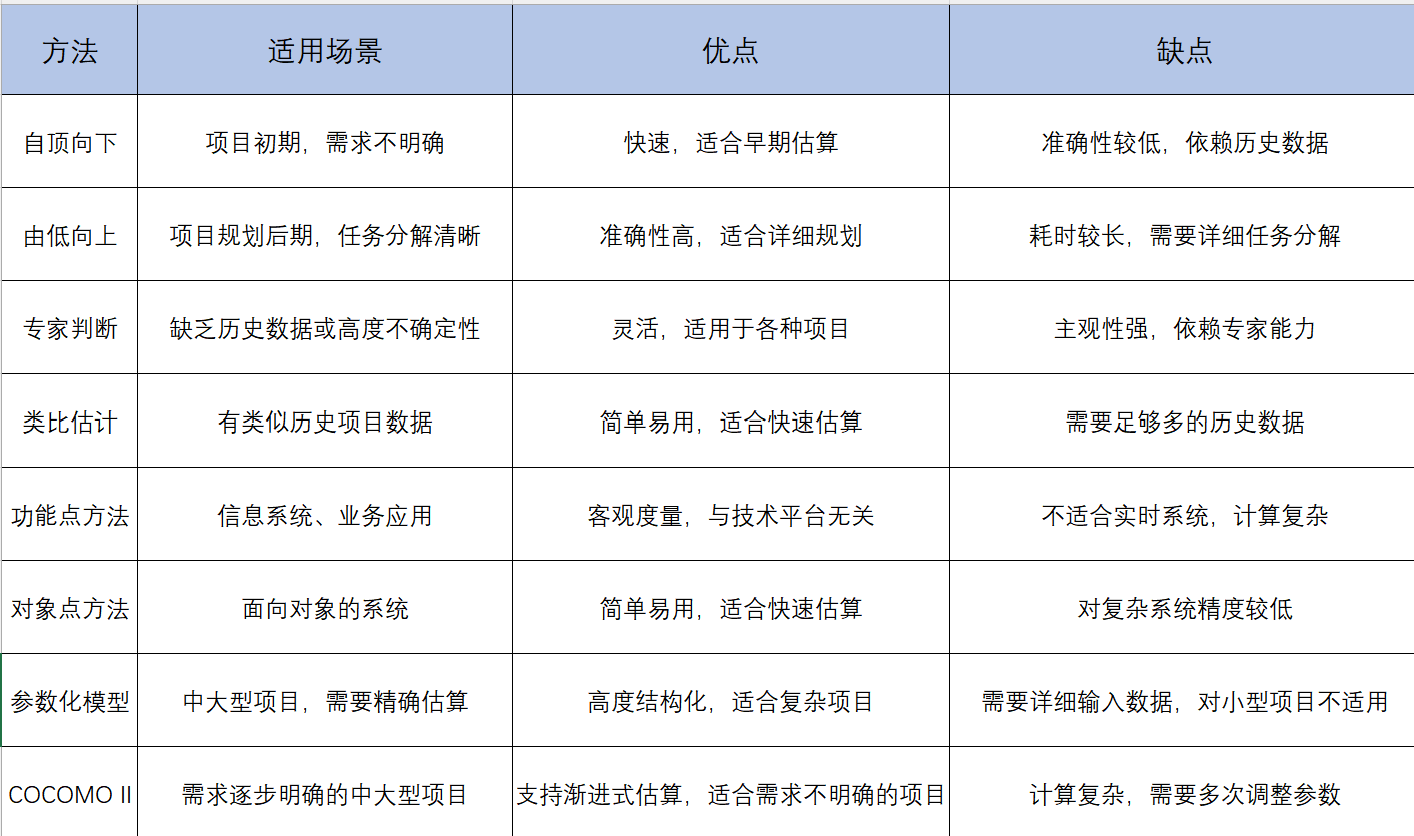 方法 适用场景 优点 缺点
自顶向下 项目初期，需求不明确 快速，适合早期估算 准确性较低，依赖历史数据
由低向上 项目规划后期，任务分解清晰 准确性高，适合详细规划 耗时较长，需要详细任务分解
专家判断 缺乏历史数据或高度不确定性 灵活，适用于各种项目 主观性强，依赖专家能力
类比估计 有类似历史项目数据 简单易用，适合快速估算 需要足够多的历史数据
功能点方法 信息系统、业务应用 客观度量，与技术平台无关 不适合实时系统，计算复杂
对象点方法 面向对象的系统 简单易用，适合快速估算 对复杂系统精度较低
参数化模型 中大型项目，需要精确估算 高度结构化，适合复杂项目 需要详细输入数据，对小型项目不适用
COCOMO II 需求逐步明确的中大型项目 支持渐进式估算，适合需求不明确的项目 计算复杂，需要多次调整参数